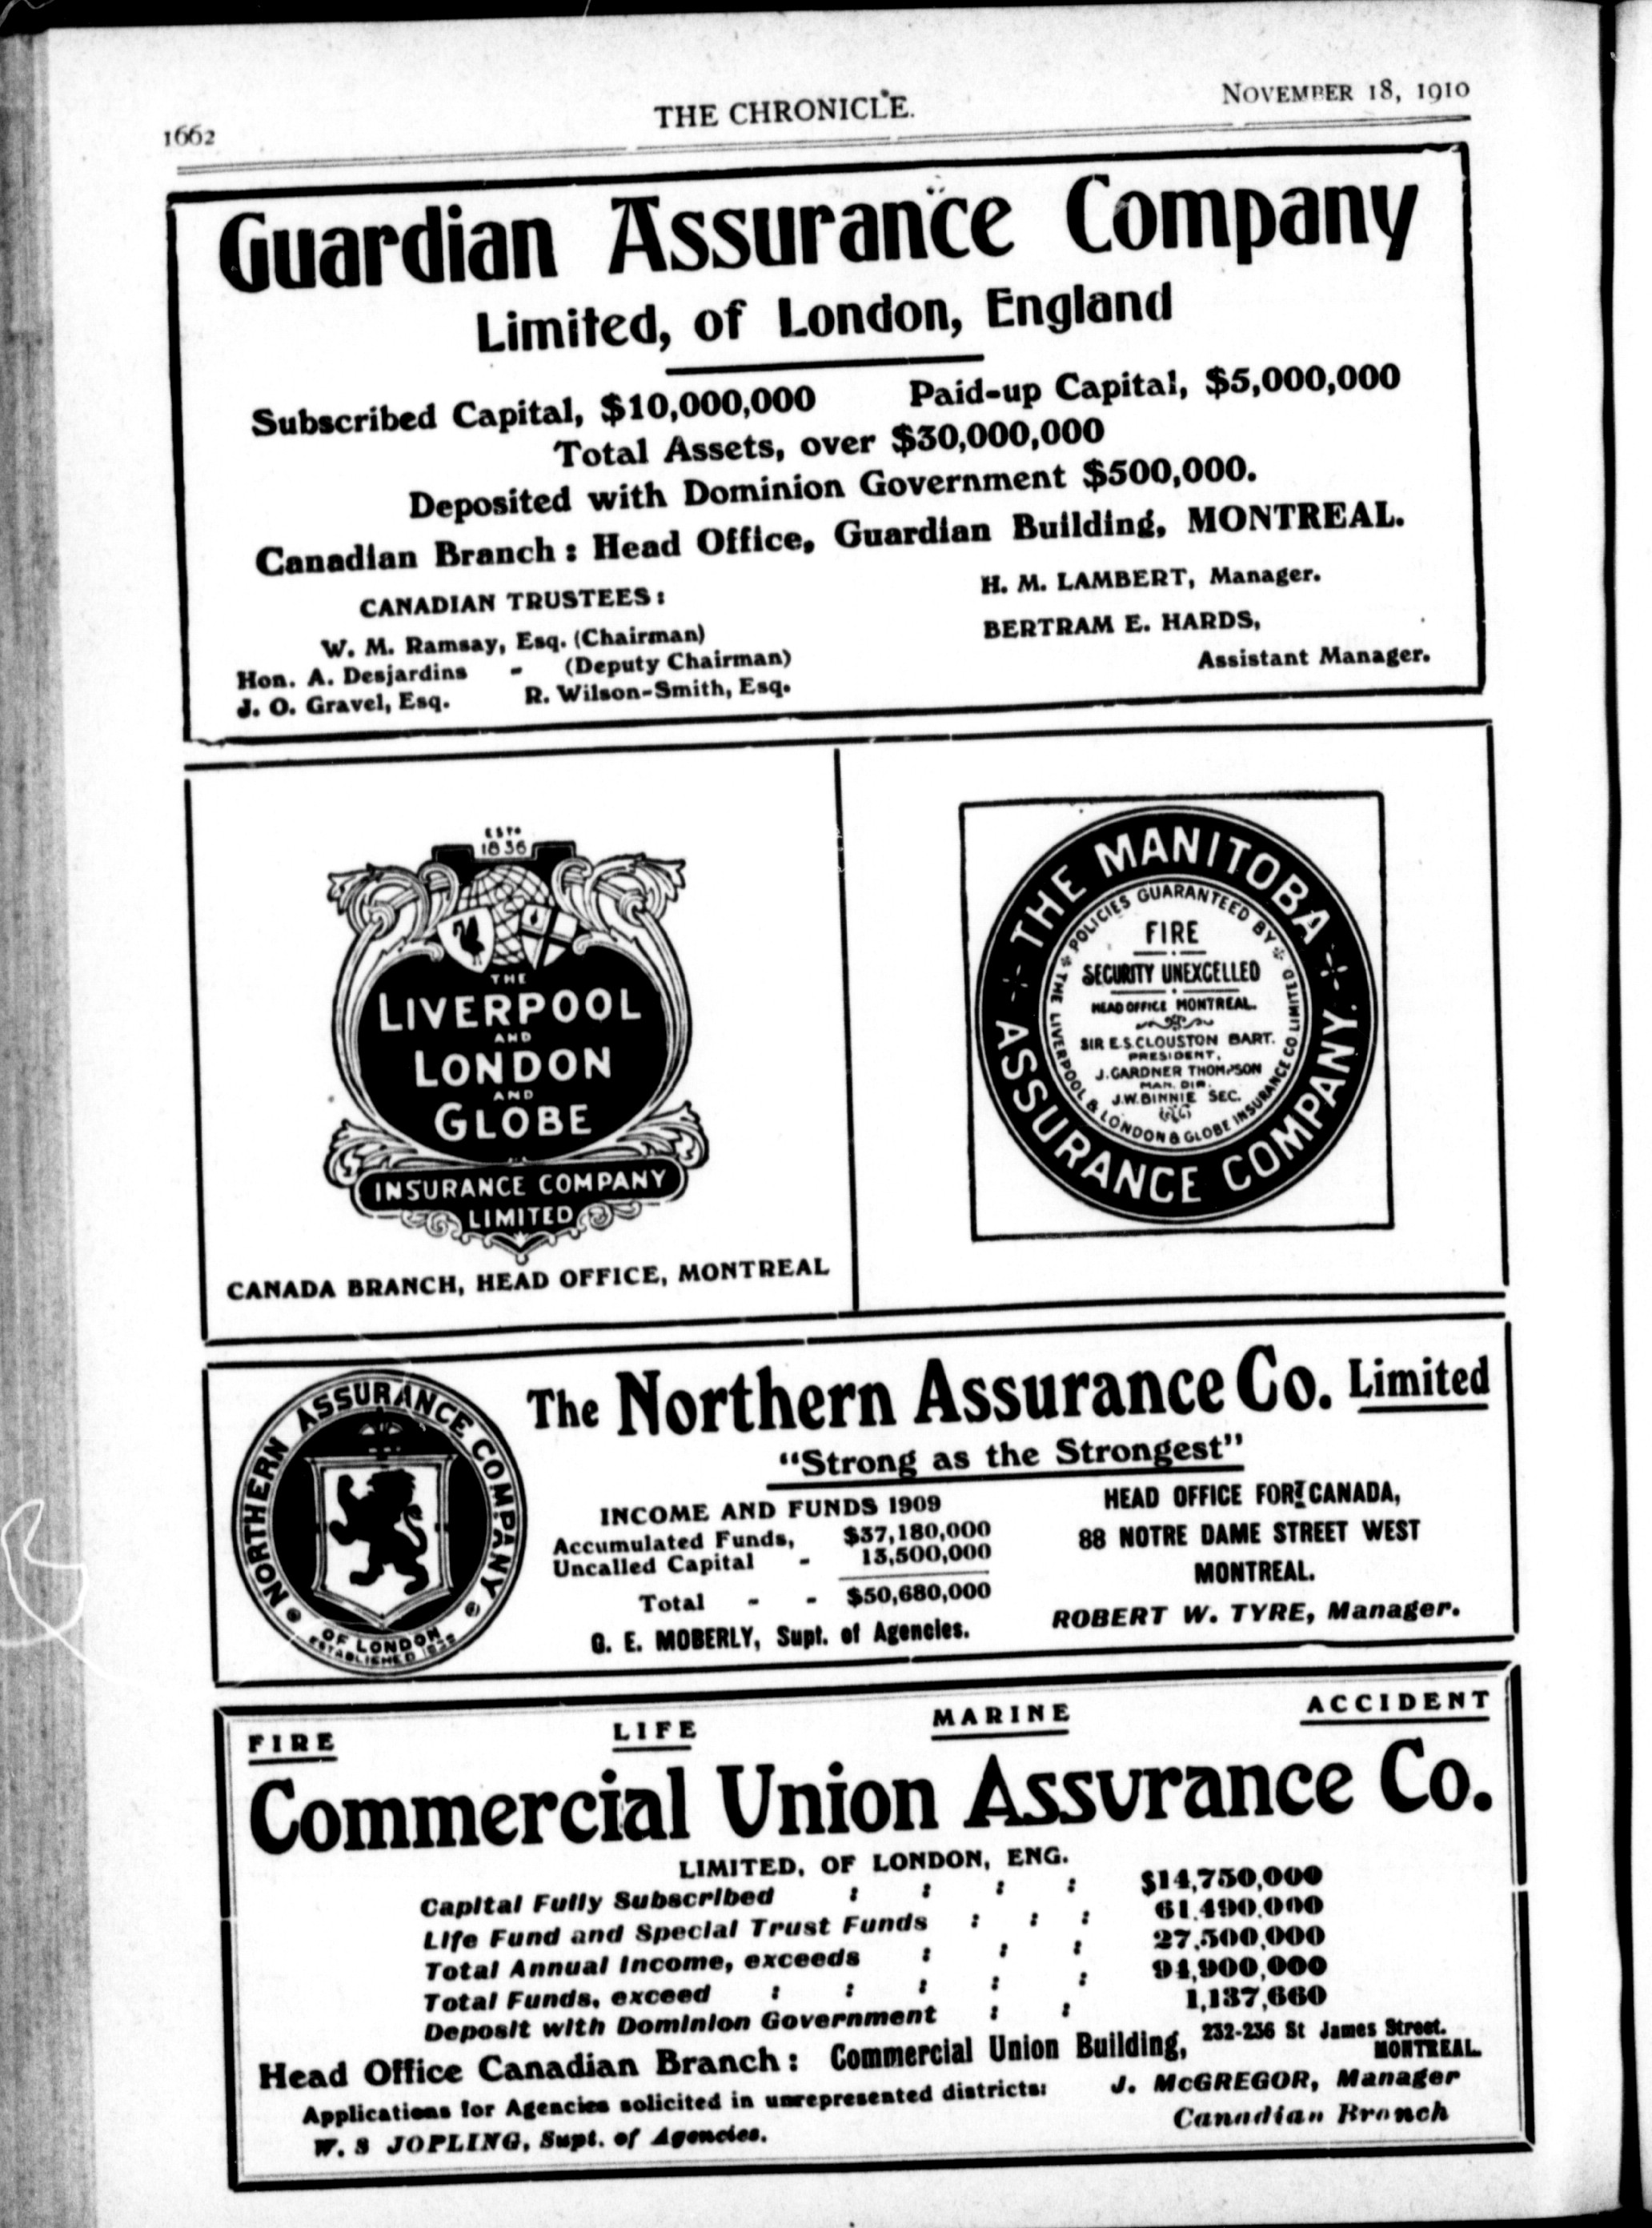 1662
THE CHRONICLE.
NOVEMBER 18, 1910
Guardian Assurance Company
Limited, of London, England
Subscribed Capital, $10,000,000 Paid-up Capital, $5,000,000
Total Assets, over $30,000,000
Deposited with Dominion Government $500,000.
Canadian Branch : Head Office, Guardian Building, MONTREAL.
CANADIAN TRUSTEES :
W. M. Ramsay, Esq. (Chairman)
Hon. A. Desjardins - (Deputy Chairman)
J. O. Gravel, Esq. R. Wilson-Smith, Esq.
H. M. LAMBERT, Manager.
BERTRAM E. HARDS,
Assistant Manager.
ESTD
1836
THE
LIVERPOOL
AND
LONDON
AND
GLOBE
INSURANCE COMPANY
LIMITED
CANADA BRANCH, HEAD OFFICE, MONTREAL
THE MANITOBA
ASSURANCE COMPANY.
POLICIES GUARANTEED BY
THE LIVERPOOL & LONDON & GLOBE INSURANCE CO. LIMITED
FIRE
SECURITY UNEXCELLED
HEAD OFFICE MONTREAL.
SIR E.S. CLOUSTON BART.
PRESIDENT,
J. GARDNER THOMPSON
MAN. DIR.
J.W. BINNIE SEC.
NORTHERN ASSURANCE COMPANY
OF LONDON
ESTABLISHED
The Northern Assurance Co. Limited
"Strong as the Strongest"
INCOME AND FUNDS 1909
Accumulated Funds, $37,180,000
Uncalled Capital - 13,500,000
Total - - $50,680,000
G. E. MOBERLY, Supt. of Agencies.
HEAD OFFICE FOR CANADA,
88 NOTRE DAME STREET WEST
MONTREAL.
ROBERT W. TYRE, Manager.
FIRE LIFE MARINE ACCIDENT
Commercial Union Assurance Co.
LIMITED, OF LONDON, ENG.
Capital Fully Subscribed : : : : $14,750,000
Life Fund and Special Trust Funds : : : 61,490,000
Total Annual Income, exceeds : : : 27,500,000
Total Funds, exceed : : : : : 94,900,000
Deposit with Dominion Government : : 1,137,660
Head Office Canadian Branch : Commercial Union Building, 232-236 St James Street.
MONTREAL.
Applications for Agencies solicited in unrepresented districts:
W. S JOPLING, Supt. of Agencies.
J. McGREGOR, Manager
Canadian Branch